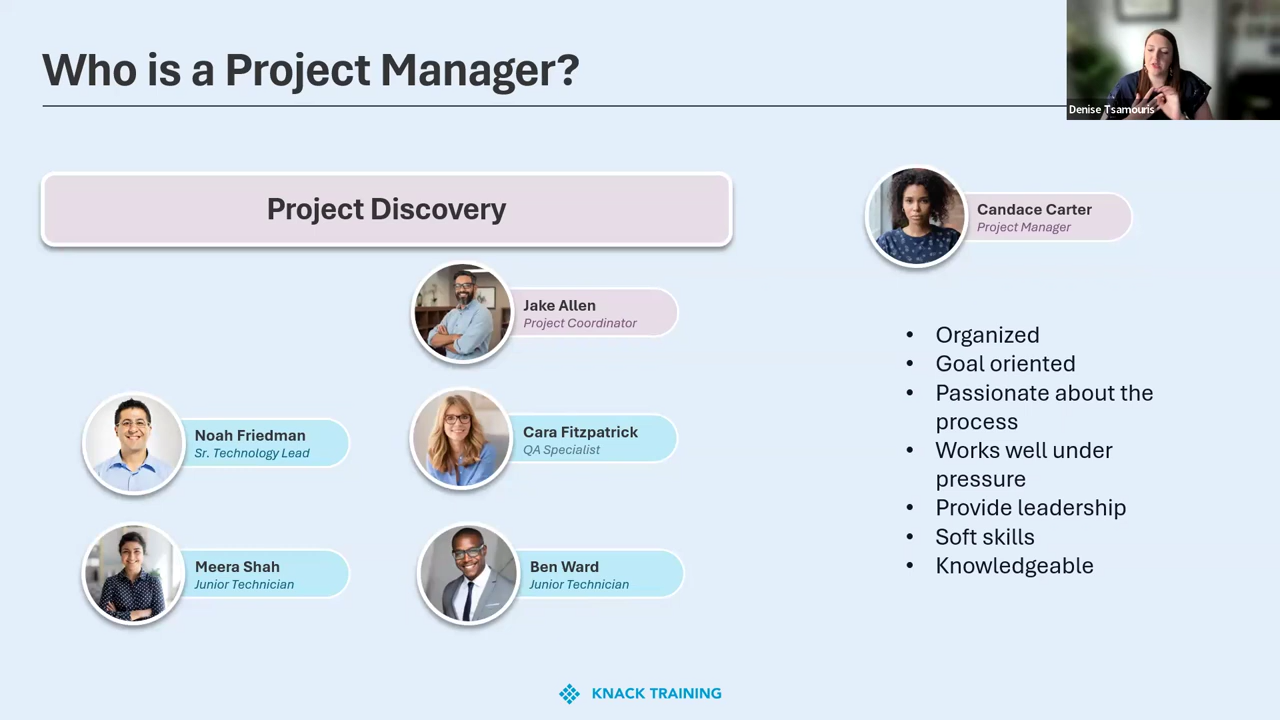 Who is a Project Manager?
Denise Tsamouris
Project Discovery
Candace Carter
Project Manager
Jake Allen
Project Coordinator
Noah Friedman
Sr. Technology Lead
Cara Fitzpatrick
QA Specialist
Meera Shah
Junior Technician
Ben Ward
Junior Technician
• Organized
• Goal oriented
• Passionate about the
process
• Works well under
pressure
• Provide leadership
• Soft skills
• Knowledgeable
KNACK TRAINING